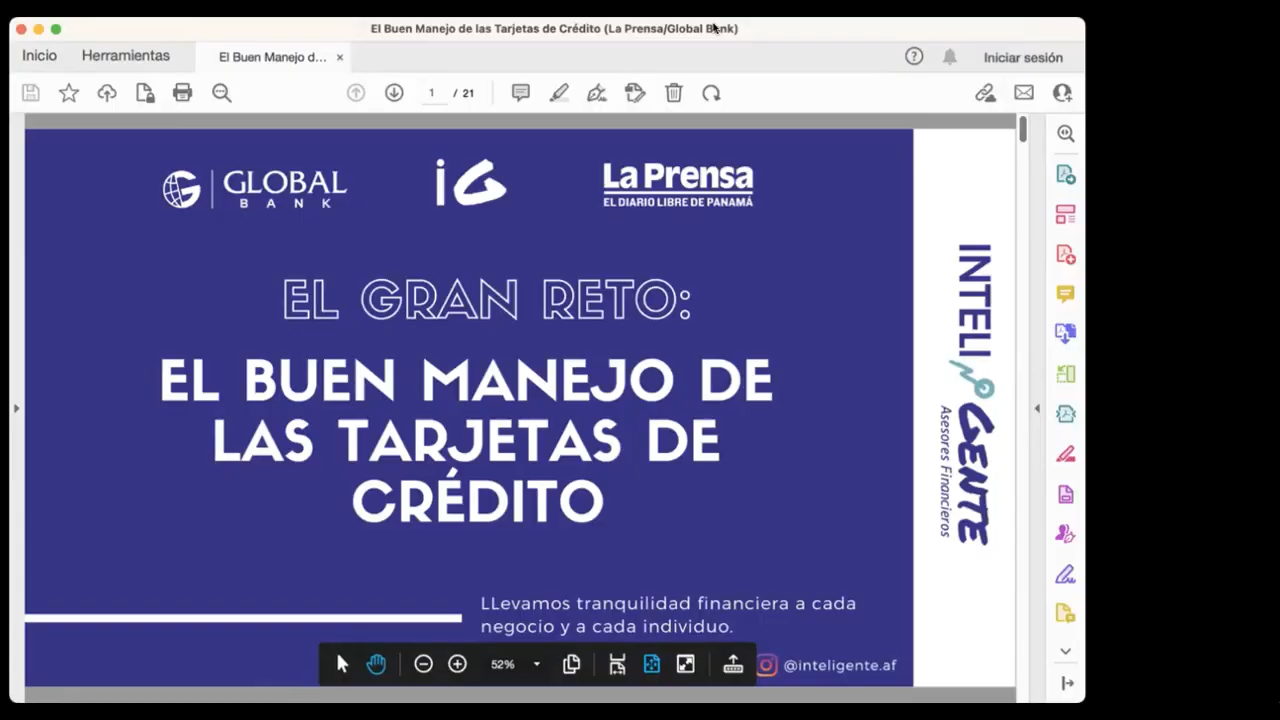 El Buen Manejo de las Tarjetas de Crédito (La Prensa/Global Bank)
Inicio
Herramientas
El Buen Manejo d...
Iniciar sesión
1 / 21
GLOBAL
BANK
iG
La Prensa
EL DIARIO LIBRE DE PANAMÁ
EL GRAN RETO:
EL BUEN MANEJO DE
LAS TARJETAS DE
CRÉDITO
LLevamos tranquilidad financiera a cada
negocio y a cada individuo.
@inteligente.af
INTELI
GENTE
Asesores Financieros
52%